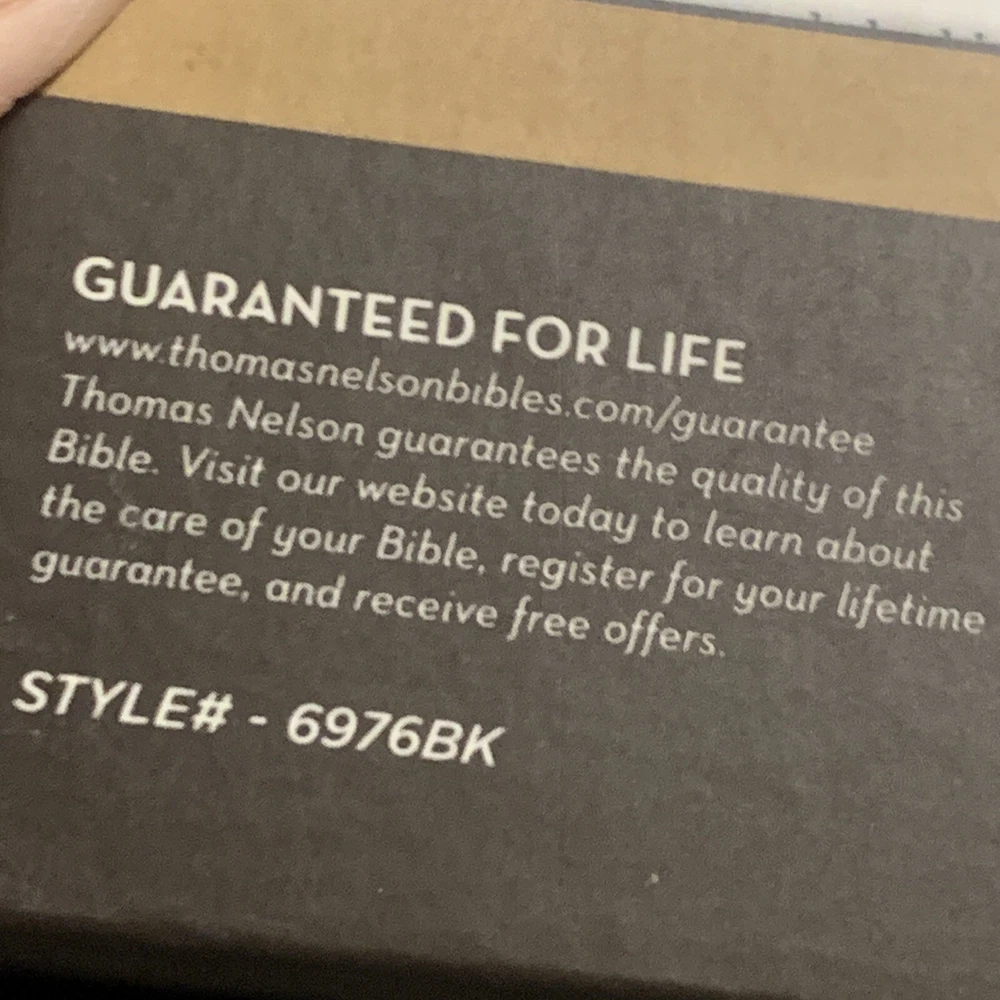 GUARANTEED FOR LIFE
www.thomasnelsonbibles.com/guarantee
Thomas Nelson guarantees the quality of this
Bible. Visit our website today to learn about
the care of your Bible, register for your lifetime
guarantee, and receive free offers.
STYLE# - 6976BK